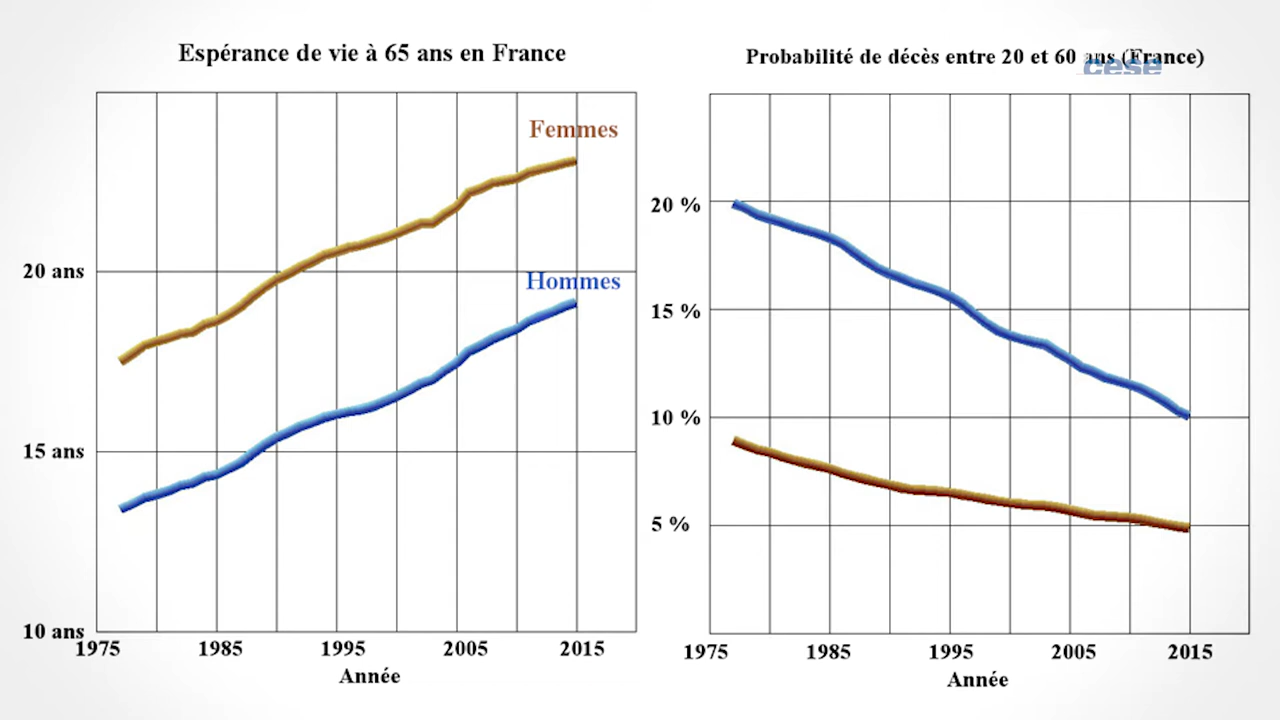 Espérance de vie à 65 ans en France
Femmes
Hommes
20 ans
15 ans
10 ans
1975 1985 1995 2005 2015
Année
Probabilité de décès entre 20 et 60 ans (France)
cese
20 %
15 %
10 %
5 %
1975 1985 1995 2005 2015
Année